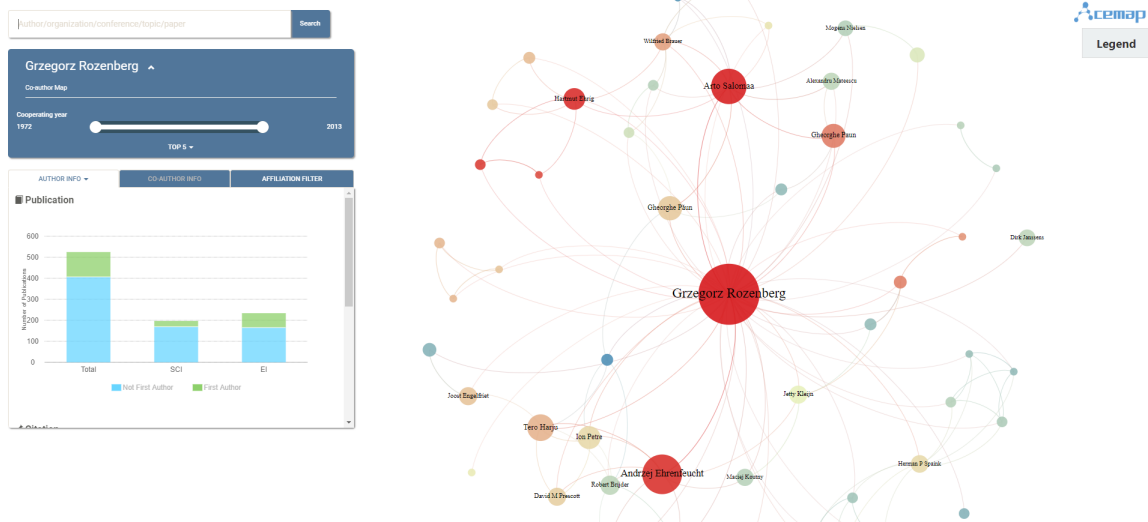 Author/organization/conference/topic/paper
Search
Acemap
Legend
Grzegorz Rozenberg
Co-author Map
Cooperating year
1972
2013
TOP 5
AUTHOR INFO
CO-AUTHOR INFO
AFFILIATION FILTER
Publication
Number of Publications
600
500
400
300
200
100
0
Total
SCI
EI
Not First Author
First Author
Mogens Nielsen
Wilfried Brauer
Arto Salomaa
Alexandru Mateescu
Hartmut Ehrig
Gheorghe Paun
Gheorghe Păun
Dirk Janssens
Grzegorz Rozenberg
Joost Engelfriet
Jetty Kleijn
Tero Harju
Ion Petre
Herman P Spaink
Andrzej Ehrenfeucht
Maciej Koutny
Robert Brijder
David M Prescott